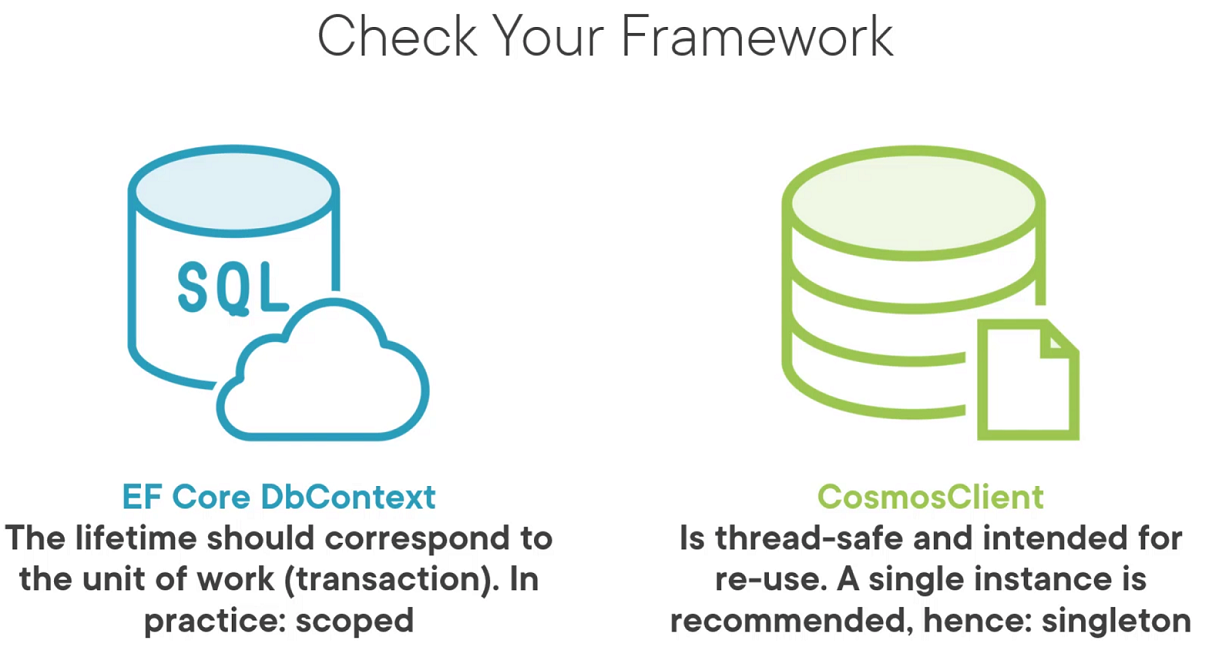 Check Your Framework
SQL
EF Core DbContext
The lifetime should correspond to
the unit of work (transaction). In
practice: scoped
CosmosClient
Is thread-safe and intended for
re-use. A single instance is
recommended, hence: singleton